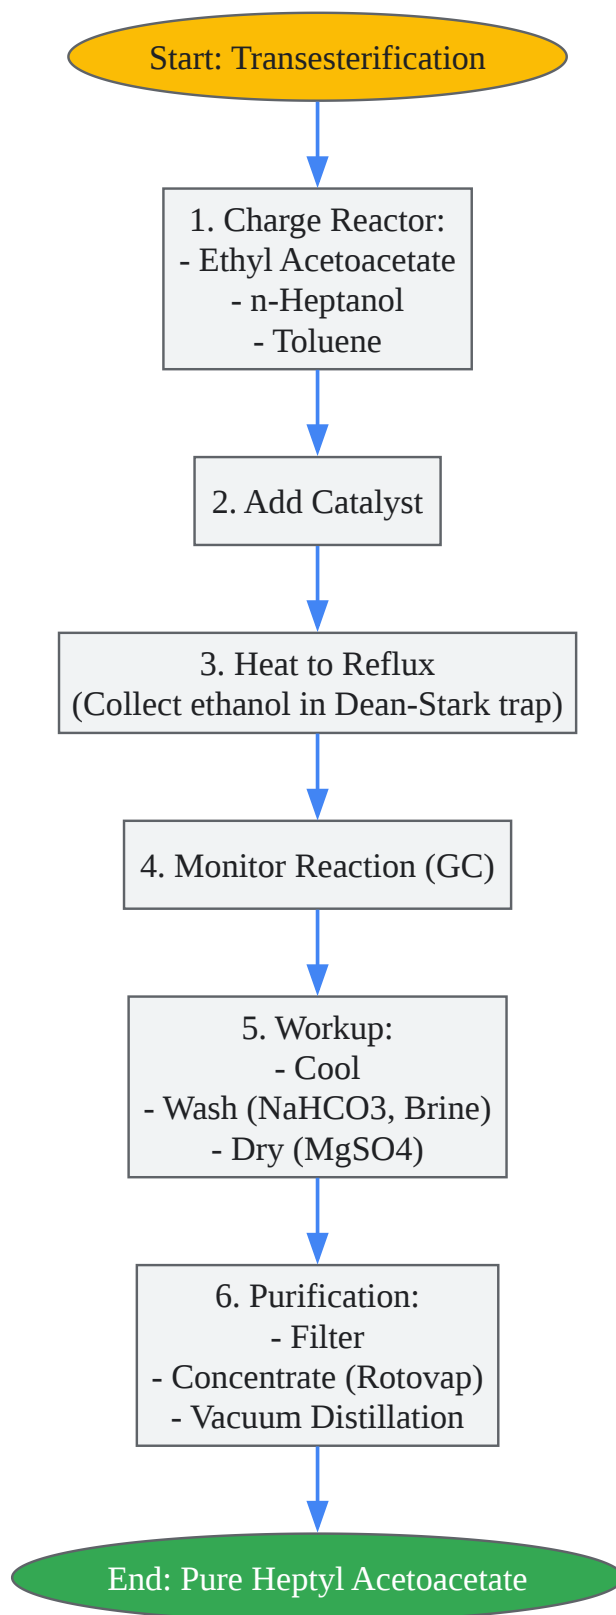 Start: Transesterification
1. Charge Reactor:
- Ethyl Acetoacetate
- n-Heptanol
- Toluene
2. Add Catalyst
3. Heat to Reflux
(Collect ethanol in Dean-Stark trap)
4. Monitor Reaction (GC)
5. Workup:
- Cool
- Wash (NaHCO3, Brine)
- Dry (MgSO4)
6. Purification:
- Filter
- Concentrate (Rotovap)
- Vacuum Distillation
End: Pure Heptyl Acetoacetate